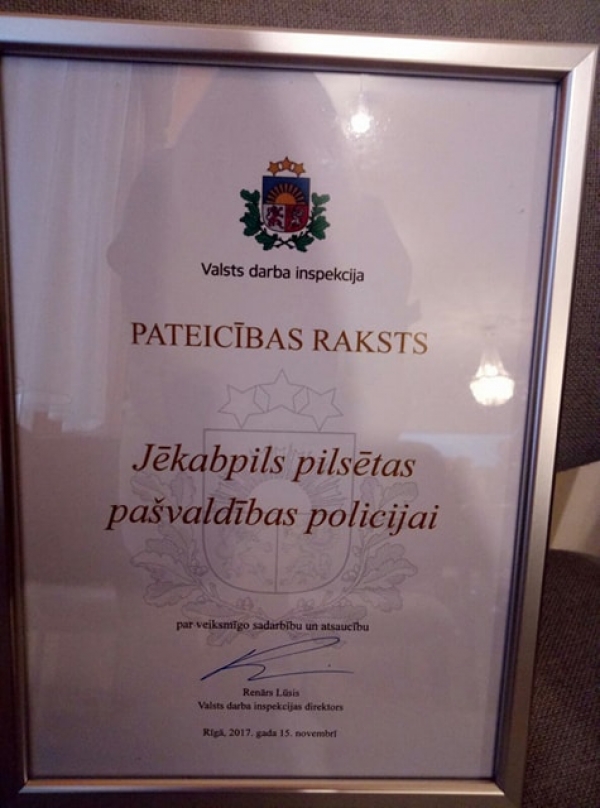 Valsts darba inspekcija
PATEICĪBAS RAKSTS
Jēkabpils pilsētas
pašvaldības policijai
par veiksmīgo sadarbību un atsaucību
Renārs Lūsis
Valsts darba inspekcijas direktors
Rīgā, 2017. gada 15. novembrī